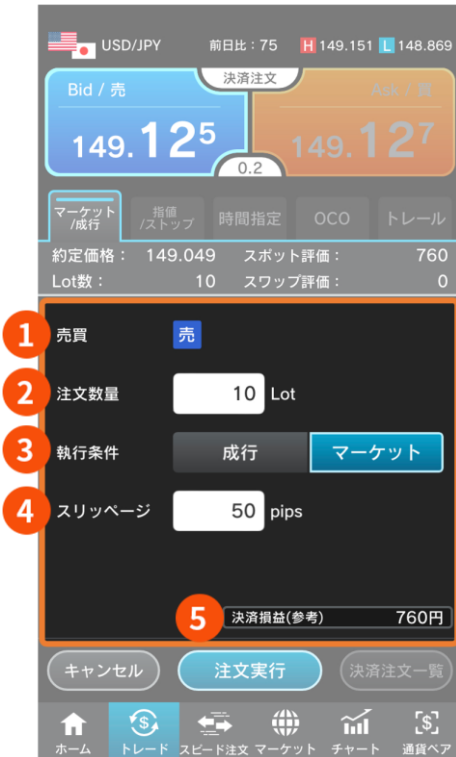 USD/JPY 前日比：75 H 149.151 L 148.869
Bid / 売 決済注文 Ask / 買
149.125 149.127
0.2
マーケット/成行 指値/ストップ 時間指定 OCO トレール
約定価格： 149.049 スポット評価： 760
Lot数： 10 スワップ評価： 0
1 売買 売
2 注文数量 10 Lot
3 執行条件 成行 マーケット
4 スリッページ 50 pips
5 決済損益(参考) 760円
キャンセル 注文実行 決済注文一覧
ホーム トレード スピード注文 マーケット チャート 通貨ペア